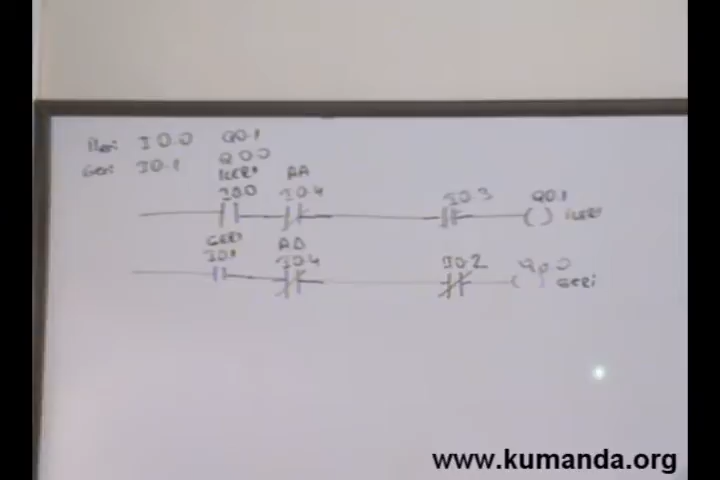 İleri I0.0 Q0.1
Geri I0.1 Q0.0
İLERİ AA
I0.0 I0.4 I0.3 Q0.1
İLERİ
GERİ AA
I0.1 I0.4 I0.2 Q0.0
GERİ
www.kumanda.org